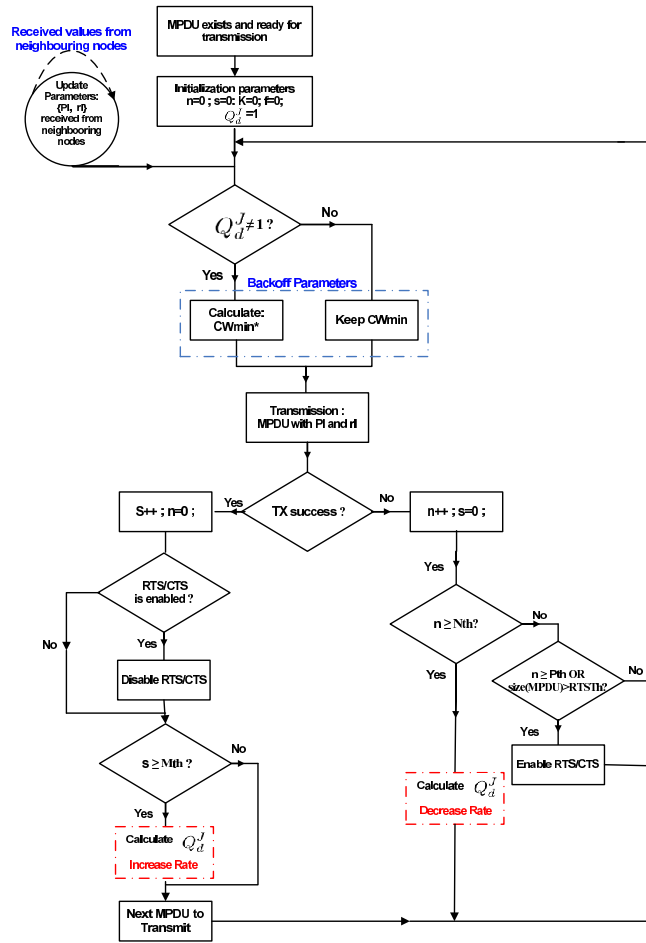 Received values from
neighbouring nodes
MPDU exists and ready for
transmission
Update
Parameters:
{Pl, rl}
received from
neighbooring
nodes
Initialization parameters
n=0 ; s=0: K=0; f=0;
Q_d^J =1
Q_d^J ≠ 1 ?
No
Yes
Backoff Parameters
Calculate:
CWmin*
Keep CWmin
Transmission :
MPDU with Pl and rl
TX success ?
Yes
No
S++ ; n=0 ;
n++ ; s=0 ;
Yes
RTS/CTS
is enabled ?
No
Yes
n ≥ Nth?
No
Yes
Disable RTS/CTS
n ≥ Pth OR
size(MPDU)>RTSTh?
No
Yes
s ≥ Mth ?
No
Yes
Enable RTS/CTS
Calculate Q_d^J
Decrease Rate
Calculate Q_d^J
Increase Rate
Next MPDU to
Transmit